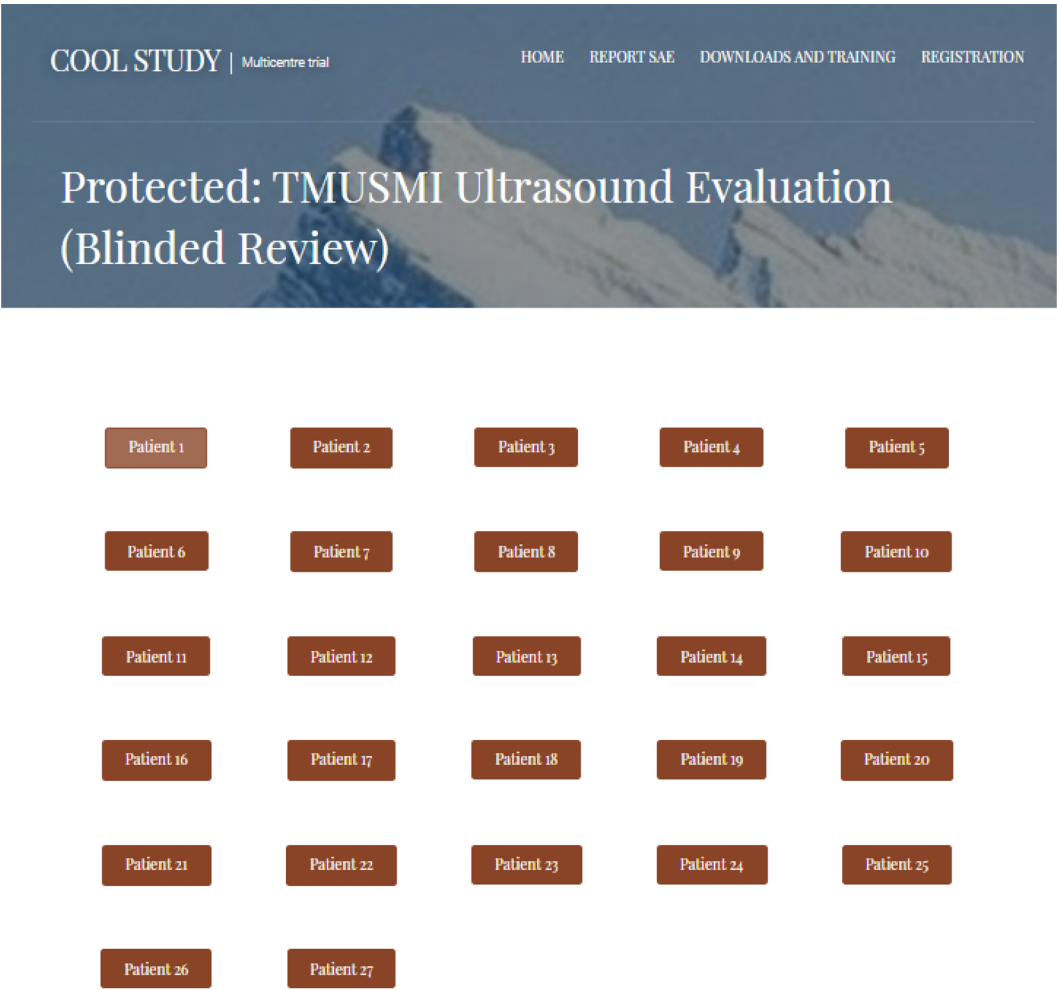 COOL STUDY | Multicentre trial
HOME REPORT SAE DOWNLOADS AND TRAINING REGISTRATION
Protected: TMUSMI Ultrasound Evaluation
(Blinded Review)
Patient 1 Patient 2 Patient 3 Patient 4 Patient 5
Patient 6 Patient 7 Patient 8 Patient 9 Patient 10
Patient 11 Patient 12 Patient 13 Patient 14 Patient 15
Patient 16 Patient 17 Patient 18 Patient 19 Patient 20
Patient 21 Patient 22 Patient 23 Patient 24 Patient 25
Patient 26 Patient 27